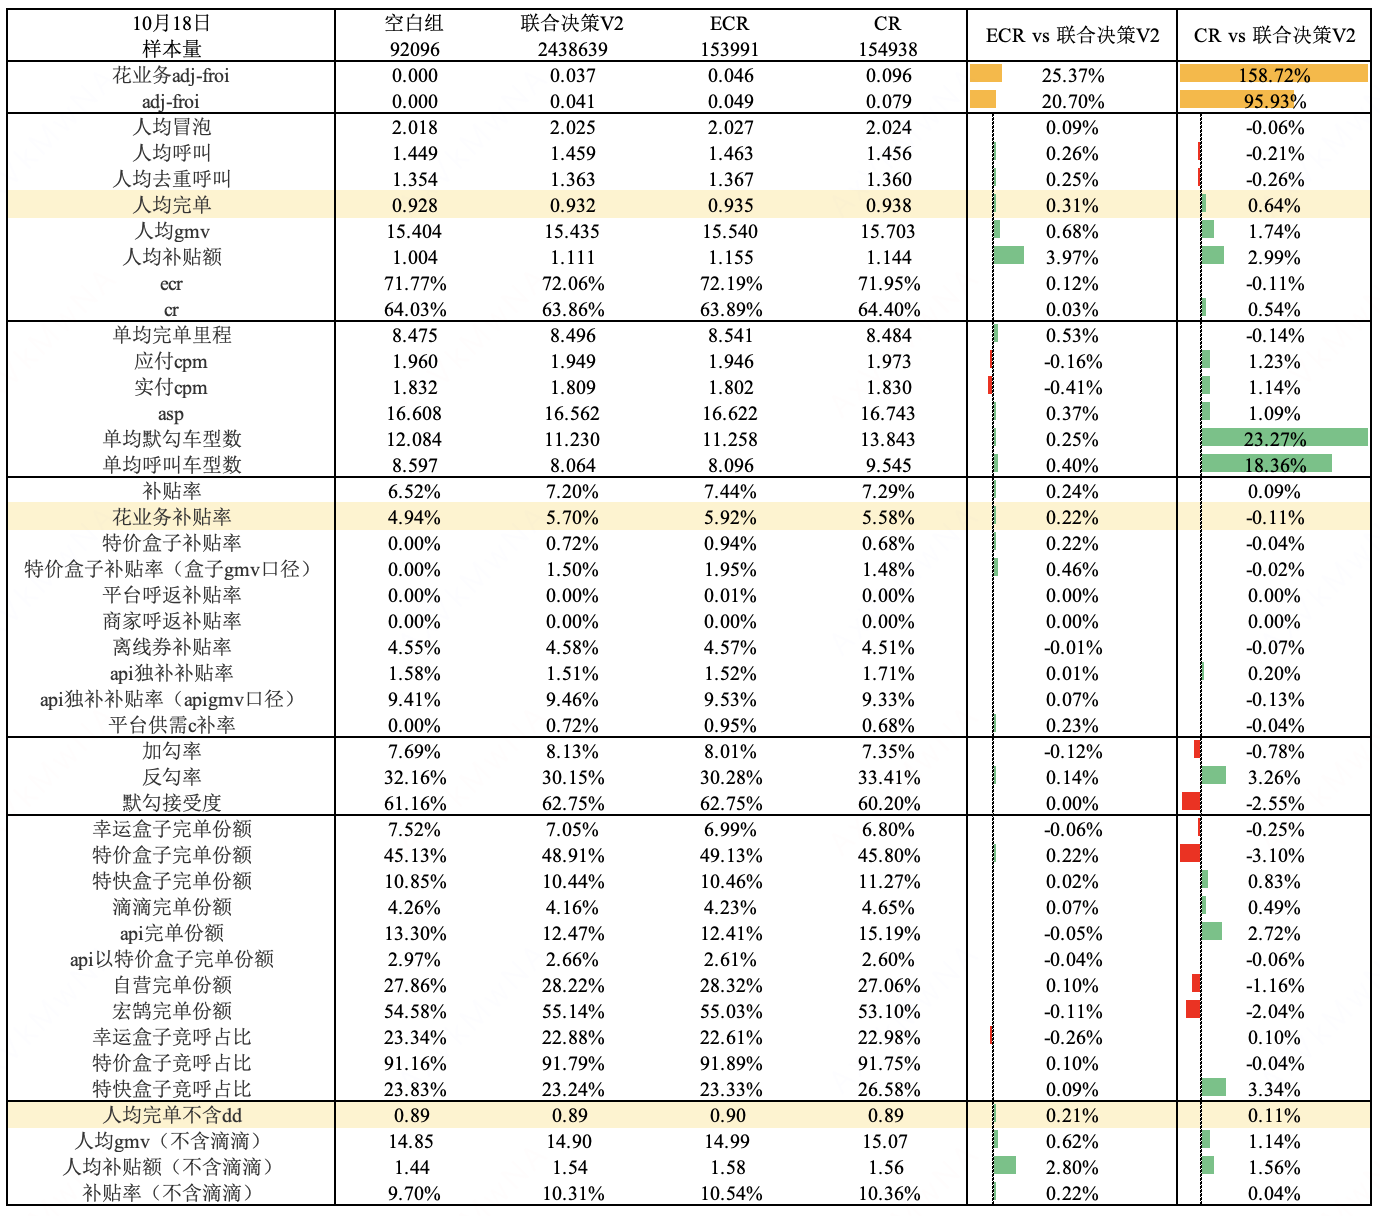 10月18日 空白组 联合决策V2 ECR CR ECR vs 联合决策V2 CR vs 联合决策V2
样本量 92096 2438639 153991 154938
花业务adj-froi 0.000 0.037 0.046 0.096 25.37% 158.72%
adj-froi 0.000 0.041 0.049 0.079 20.70% 95.93%
人均冒泡 2.018 2.025 2.027 2.024 0.09% -0.06%
人均呼叫 1.449 1.459 1.463 1.456 0.26% -0.21%
人均去重呼叫 1.354 1.363 1.367 1.360 0.25% -0.26%
人均完单 0.928 0.932 0.935 0.938 0.31% 0.64%
人均gmv 15.404 15.435 15.540 15.703 0.68% 1.74%
人均补贴额 1.004 1.111 1.155 1.144 3.97% 2.99%
ecr 71.77% 72.06% 72.19% 71.95% 0.12% -0.11%
cr 64.03% 63.86% 63.89% 64.40% 0.03% 0.54%
单均完单里程 8.475 8.496 8.541 8.484 0.53% -0.14%
应付cpm 1.960 1.949 1.946 1.973 -0.16% 1.23%
实付cpm 1.832 1.809 1.802 1.830 -0.41% 1.14%
asp 16.608 16.562 16.622 16.743 0.37% 1.09%
单均默勾车型数 12.084 11.230 11.258 13.843 0.25% 23.27%
单均呼叫车型数 8.597 8.064 8.096 9.545 0.40% 18.36%
补贴率 6.52% 7.20% 7.44% 7.29% 0.24% 0.09%
花业务补贴率 4.94% 5.70% 5.92% 5.58% 0.22% -0.11%
特价盒子补贴率 0.00% 0.72% 0.94% 0.68% 0.22% -0.04%
特价盒子补贴率（盒子gmv口径） 0.00% 1.50% 1.95% 1.48% 0.46% -0.02%
平台呼返补贴率 0.00% 0.00% 0.01% 0.00% 0.00% 0.00%
商家呼返补贴率 0.00% 0.00% 0.00% 0.00% 0.00% 0.00%
离线券补贴率 4.55% 4.58% 4.57% 4.51% -0.01% -0.07%
api独补补贴率 1.58% 1.51% 1.52% 1.71% 0.01% 0.20%
api独补补贴率（apigmv口径） 9.41% 9.46% 9.53% 9.33% 0.07% -0.13%
平台供需c补率 0.00% 0.72% 0.95% 0.68% 0.23% -0.04%
加勾率 7.69% 8.13% 8.01% 7.35% -0.12% -0.78%
反勾率 32.16% 30.15% 30.28% 33.41% 0.14% 3.26%
默勾接受度 61.16% 62.75% 62.75% 60.20% 0.00% -2.55%
幸运盒子完单份额 7.52% 7.05% 6.99% 6.80% -0.06% -0.25%
特价盒子完单份额 45.13% 48.91% 49.13% 45.80% 0.22% -3.10%
特快盒子完单份额 10.85% 10.44% 10.46% 11.27% 0.02% 0.83%
滴滴完单份额 4.26% 4.16% 4.23% 4.65% 0.07% 0.49%
api完单份额 13.30% 12.47% 12.41% 15.19% -0.05% 2.72%
api以特价盒子完单份额 2.97% 2.66% 2.61% 2.60% -0.04% -0.06%
自营完单份额 27.86% 28.22% 28.32% 27.06% 0.10% -1.16%
宏鹄完单份额 54.58% 55.14% 55.03% 53.10% -0.11% -2.04%
幸运盒子竞呼占比 23.34% 22.88% 22.61% 22.98% -0.26% 0.10%
特价盒子竞呼占比 91.16% 91.79% 91.89% 91.75% 0.10% -0.04%
特快盒子竞呼占比 23.83% 23.24% 23.33% 26.58% 0.09% 3.34%
人均完单不含dd 0.89 0.89 0.90 0.89 0.21% 0.11%
人均gmv（不含滴滴） 14.85 14.90 14.99 15.07 0.62% 1.14%
人均补贴额（不含滴滴） 1.44 1.54 1.58 1.56 2.80% 1.56%
补贴率（不含滴滴） 9.70% 10.31% 10.54% 10.36% 0.22% 0.04%